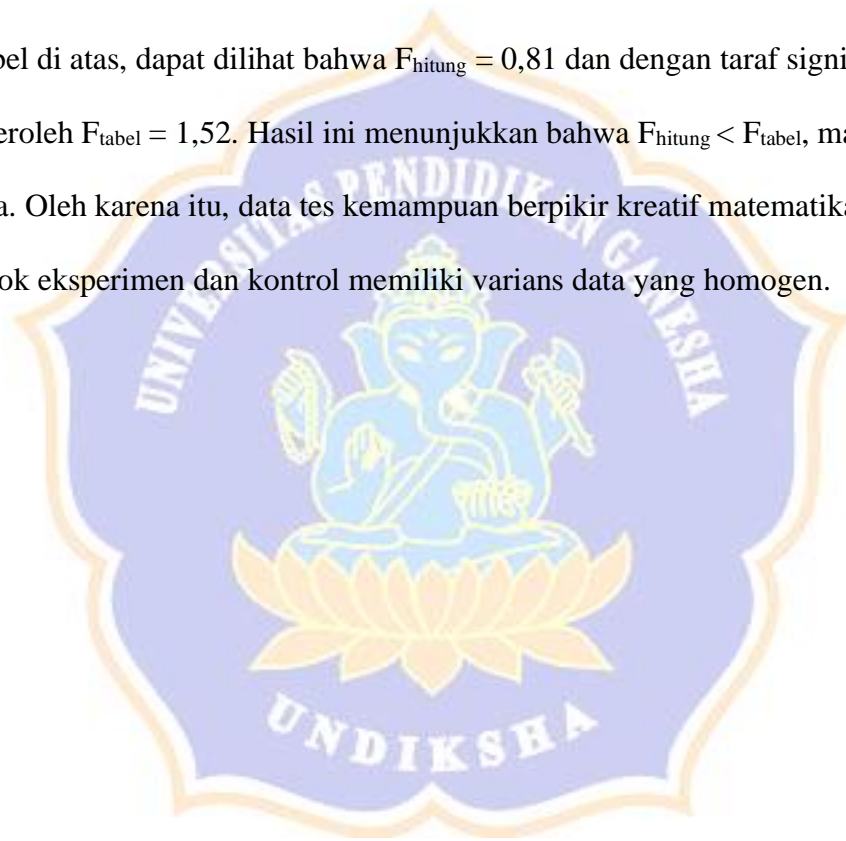 bel di atas, dapat dilihat bahwa Fhitung = 0,81 dan dengan taraf signi
eroleh Ftabel = 1,52. Hasil ini menunjukkan bahwa Fhitung < Ftabel, ma
a. Oleh karena itu, data tes kemampuan berpikir kreatif matematika
ok eksperimen dan kontrol memiliki varians data yang homogen.
UNIVERSITAS PENDIDIKAN GANESHA
UNDIKSHA